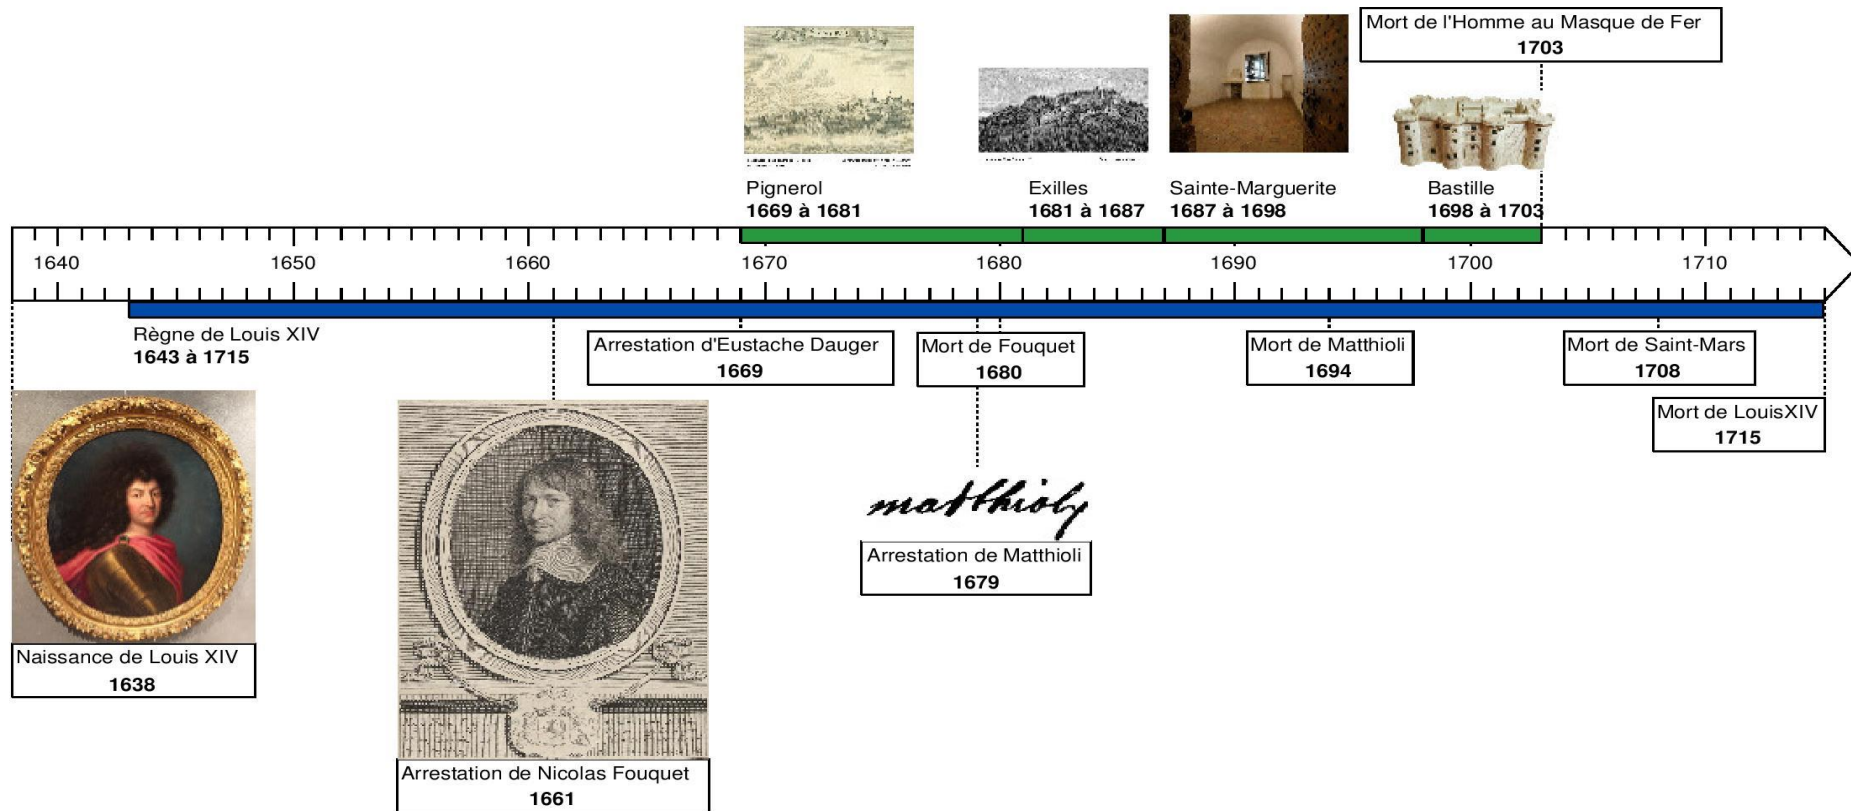 Mort de l'Homme au Masque de Fer
1703
Pignerol
1669 à 1681
Exilles
1681 à 1687
Sainte-Marguerite
1687 à 1698
Bastille
1698 à 1703
1640
1650
1660
1670
1680
1690
1700
1710
Règne de Louis XIV
1643 à 1715
Arrestation d'Eustache Dauger
1669
Mort de Fouquet
1680
Mort de Matthioli
1694
Mort de Saint-Mars
1708
Mort de LouisXIV
1715
matthioly
Arrestation de Matthioli
1679
Naissance de Louis XIV
1638
Arrestation de Nicolas Fouquet
1661